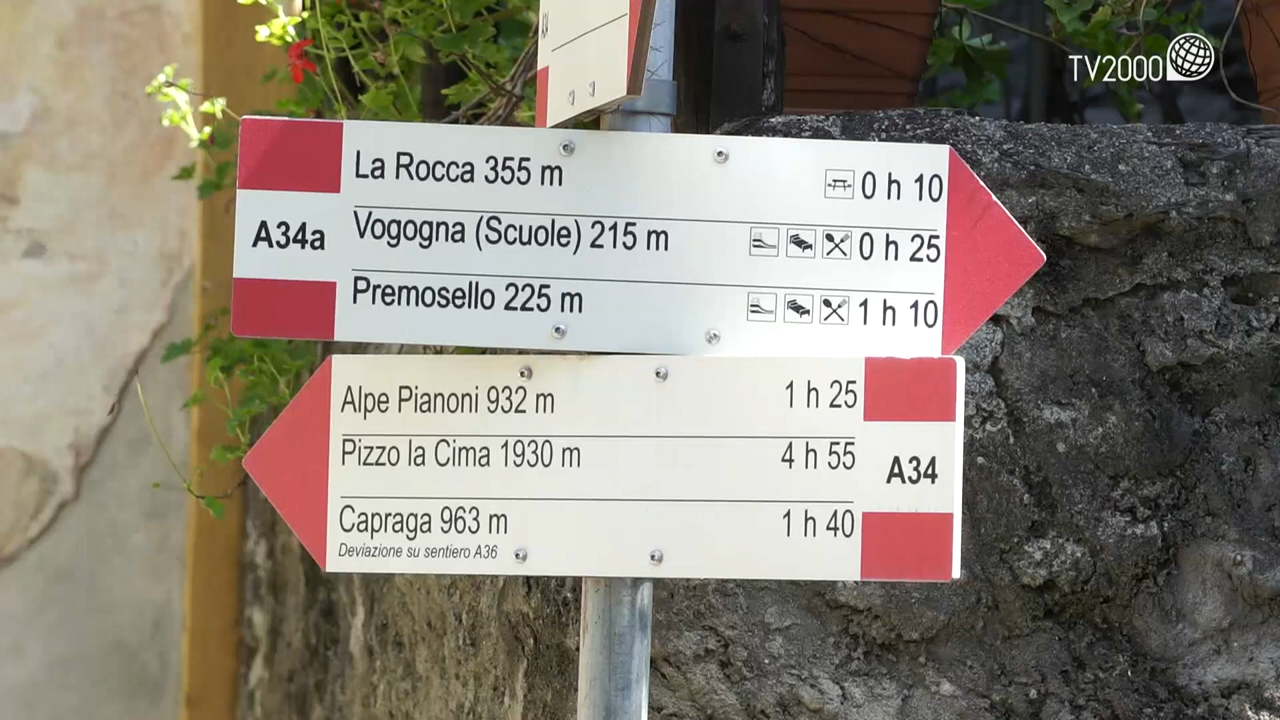 TV2000
La Rocca 355 m 0 h 10
A34a
Vogogna (Scuole) 215 m 0 h 25
Premosello 225 m 1 h 10
Alpe Pianoni 932 m 1 h 25
Pizzo la Cima 1930 m 4 h 55
A34
Capraga 963 m 1 h 40
Deviazione su sentiero A36